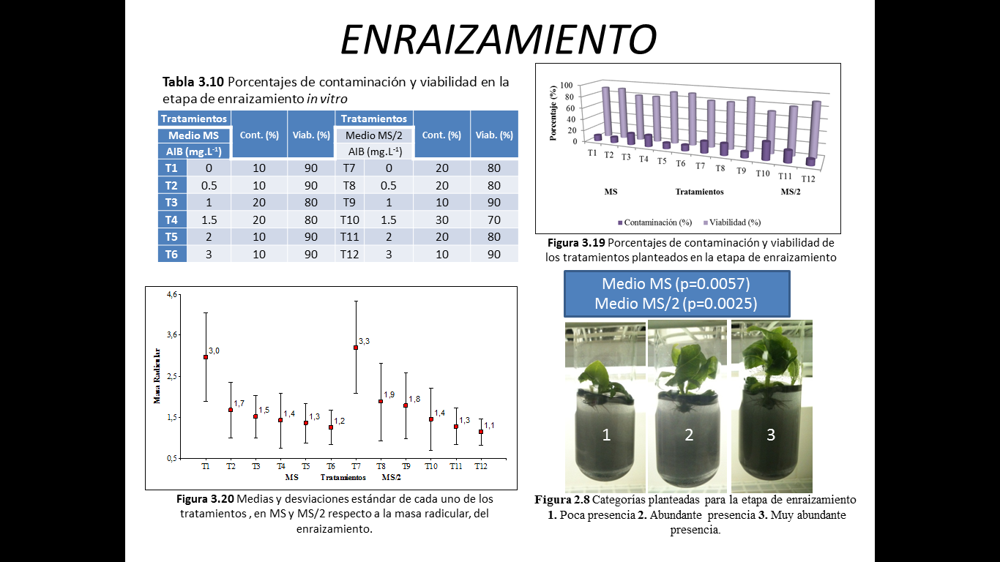 ENRAIZAMIENTO
Tabla 3.10 Porcentajes de contaminación y viabilidad en la
etapa de enraizamiento in vitro
Tratamientos Cont. (%) Viab. (%) Tratamientos Cont. (%) Viab. (%)
Medio MS Medio MS/2
AIB (mg.L-1) AIB (mg.L-1)
T1 0 10 90 T7 0 20 80
T2 0.5 10 90 T8 0.5 20 80
T3 1 20 80 T9 1 10 90
T4 1.5 20 80 T10 1.5 30 70
T5 2 10 90 T11 2 20 80
T6 3 10 90 T12 3 10 90
Porcentaje (%)
100
80
60
40
20
0
T1 T2 T3 T4 T5 T6 T7 T8 T9 T10 T11 T12
MS Tratamientos MS/2
Contaminación (%) Viabilidad (%)
Figura 3.19 Porcentajes de contaminación y viabilidad de
los tratamientos planteados en la etapa de enraizamiento
Masa Radicular
4,6
3,6
2,5
1,5
0,5
3,0 1,7 1,5 1,4 1,3 1,2 3,3 1,9 1,8 1,4 1,3 1,1
T1 T2 T3 T4 T5 T6 T7 T8 T9 T10 T11 T12
MS Tratamientos MS/2
Figura 3.20 Medias y desviaciones estándar de cada uno de los
tratamientos , en MS y MS/2 respecto a la masa radicular, del
enraizamiento.
Medio MS (p=0.0057)
Medio MS/2 (p=0.0025)
1 2 3
Figura 2.8 Categorías planteadas para la etapa de enraizamiento
1. Poca presencia 2. Abundante presencia 3. Muy abundante
presencia.